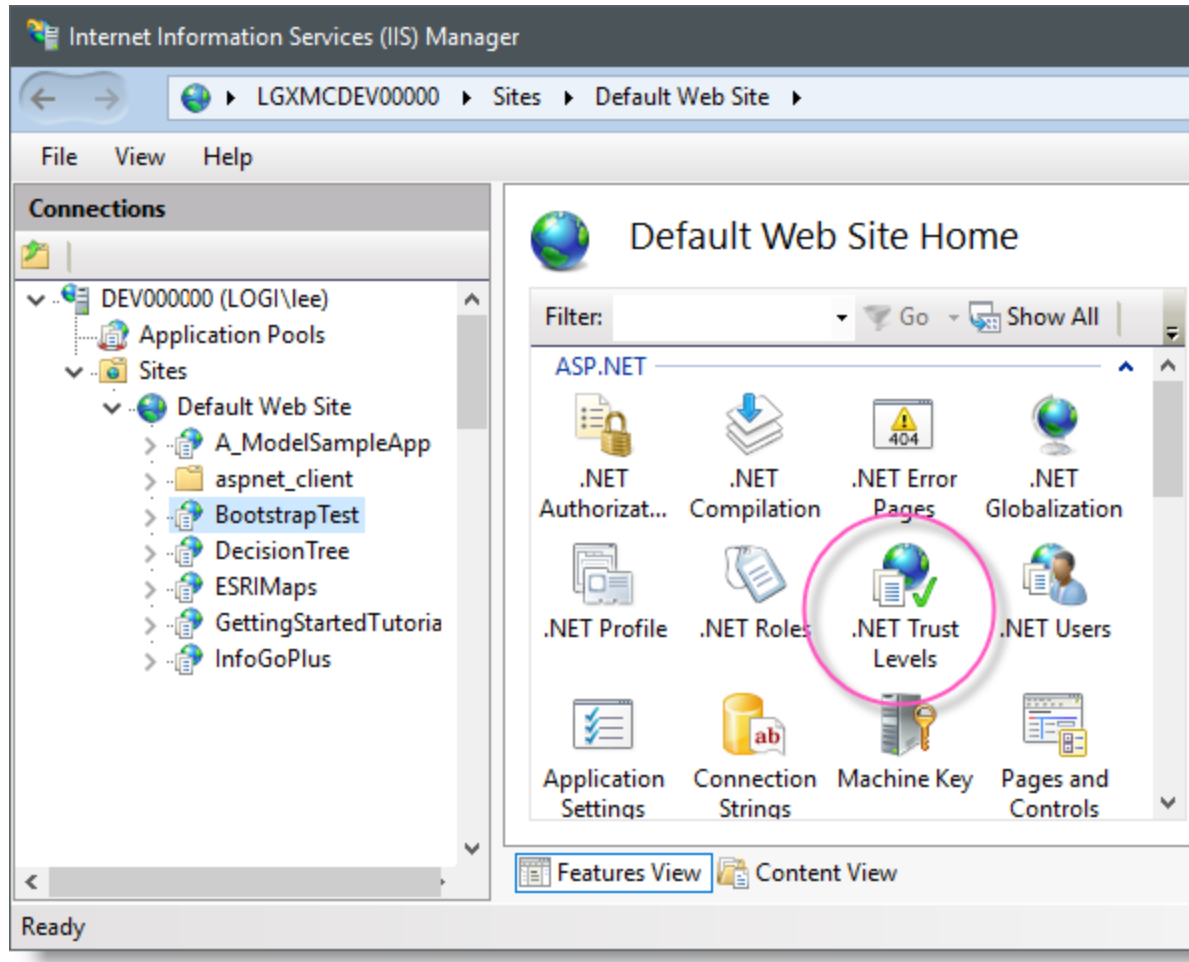 Internet Information Services (IIS) Manager
LGXMCDEV00000 Sites Default Web Site
File View Help
Connections
DEV000000 (LOGI\lee)
Application Pools
Sites
Default Web Site
A_ModelSampleApp
aspnet_client
BootstrapTest
DecisionTree
ESRIMaps
GettingStartedTutoria
InfoGoPlus
Default Web Site Home
Filter: Go Show All
ASP.NET
404
.NET .NET .NET Error .NET
Authorizat... Compilation Pages Globalization
.NET Profile .NET Roles .NET Trust .NET Users
Levels
ab
Application Connection Machine Key Pages and
Settings Strings Controls
Features View Content View
Ready